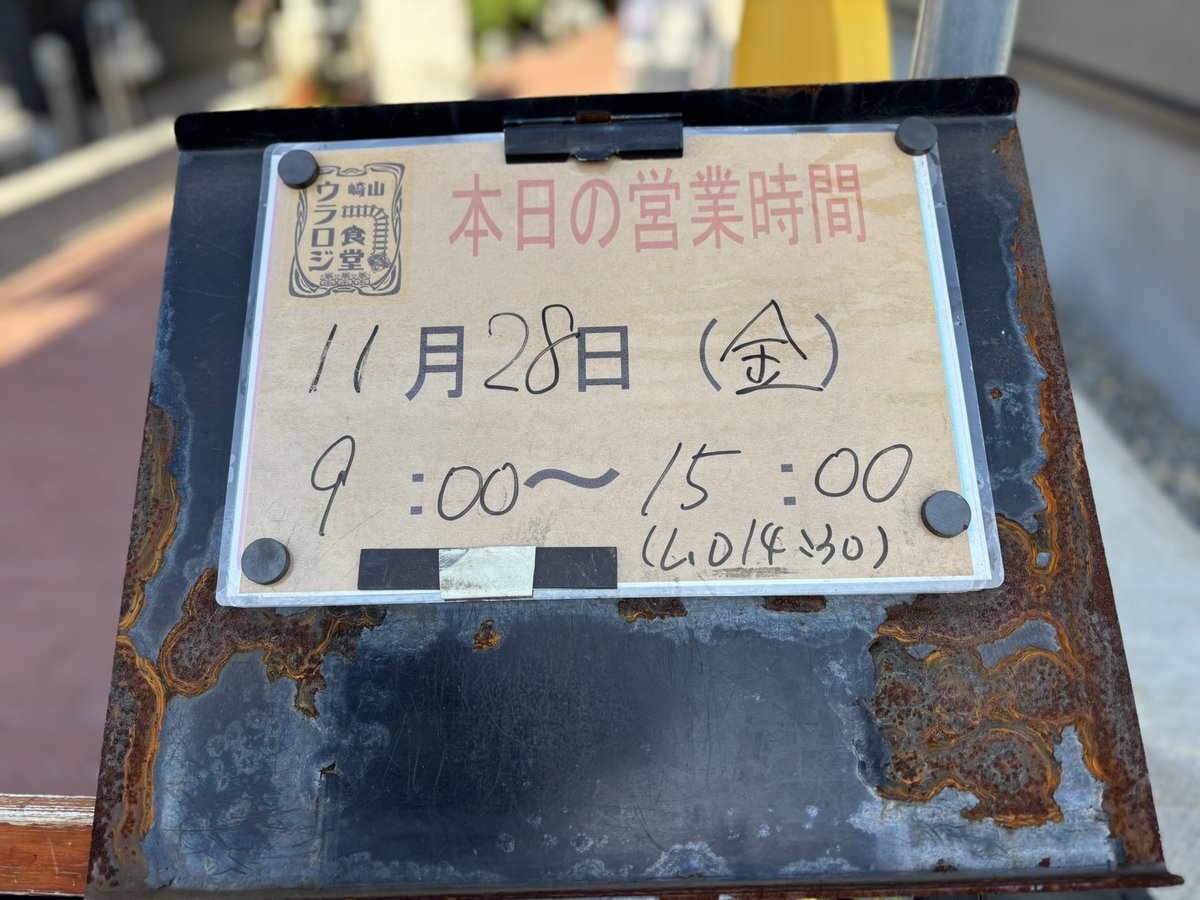 山崎
食堂
ウラロジ
本日の営業時間
11月28日(金)
9:00〜15:00
(LO14:30)